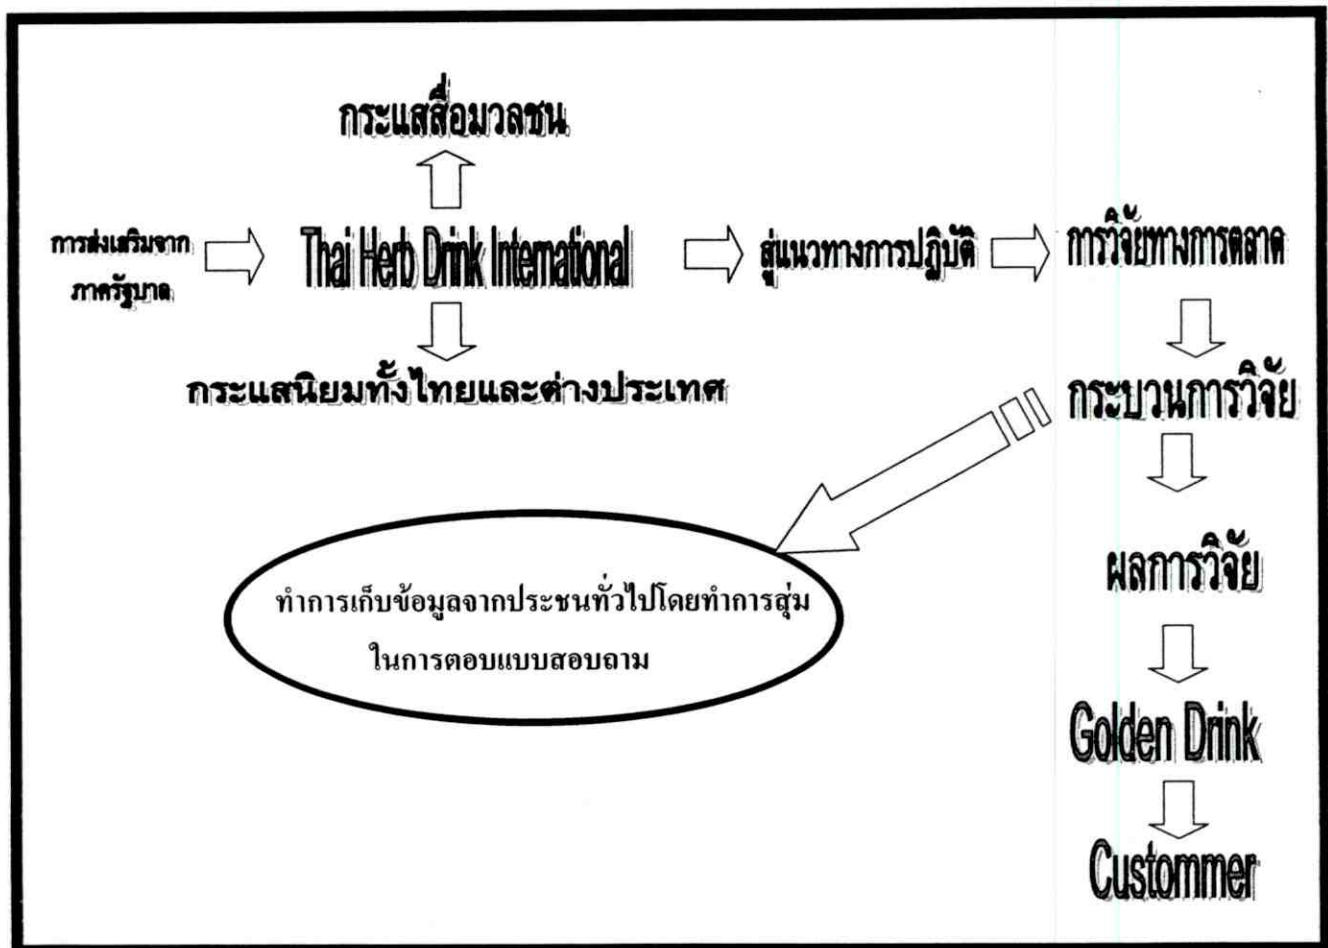 กระแสสื่อมวลชน
การส่งเสริมจาก
ภาครัฐบาล
Thai Herb Drink International
สู่แนวทางการปฏิบัติ
การวิจัยทางการตลาด
กระแสนิยมทั้งไทยและต่างประเทศ
กระบวนการวิจัย
ทำการเก็บข้อมูลจากประชนทั่วไปโดยทำการสุ่ม
ในการตอบแบบสอบถาม
ผลการวิจัย
Golden Drink
Custommer